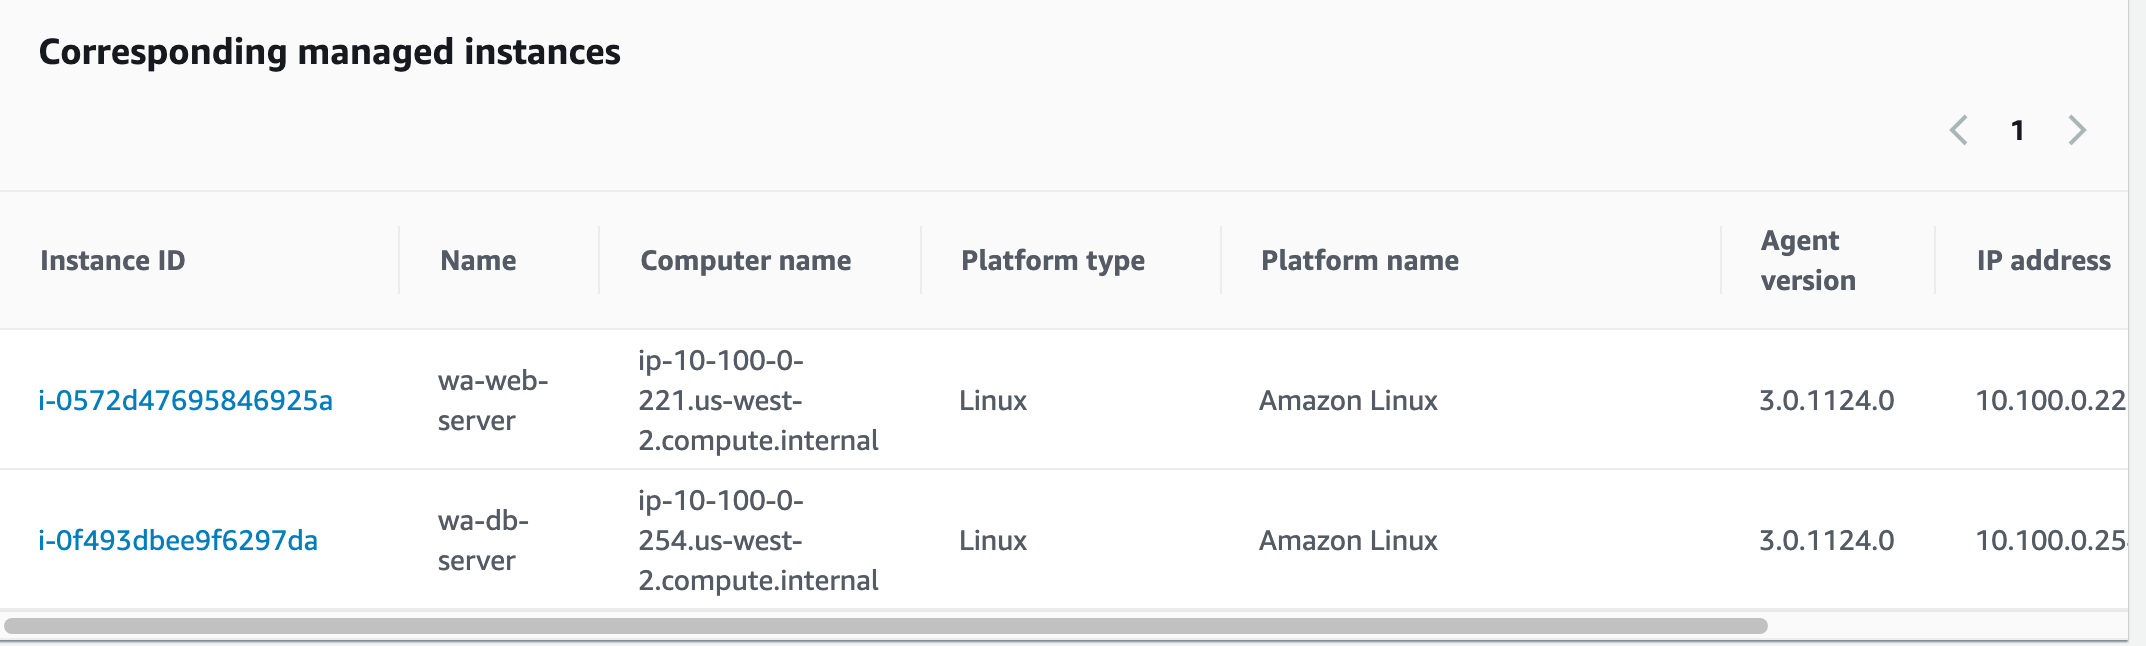 Corresponding managed instances
1
Instance ID
Name
Computer name
Platform type
Platform name
Agent
version
IP address
i-0572d47695846925a
wa-web-
server
ip-10-100-0-
221.us-west-
2.compute.internal
Linux
Amazon Linux
3.0.1124.0
10.100.0.22
i-0f493dbee9f6297da
wa-db-
server
ip-10-100-0-
254.us-west-
2.compute.internal
Linux
Amazon Linux
3.0.1124.0
10.100.0.25